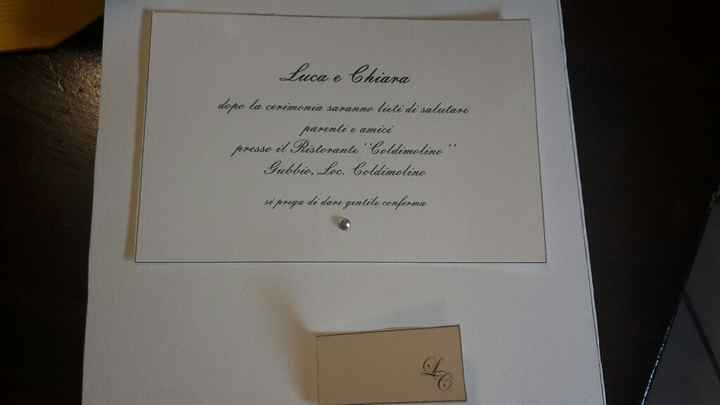 Luca e Chiara
dopo la cerimonia saranno lieti di salutare
parenti e amici
presso il Ristorante "Coldimolino"
Gubbio, Loc. Coldimolino
si prega di dare gentile conferma
LC